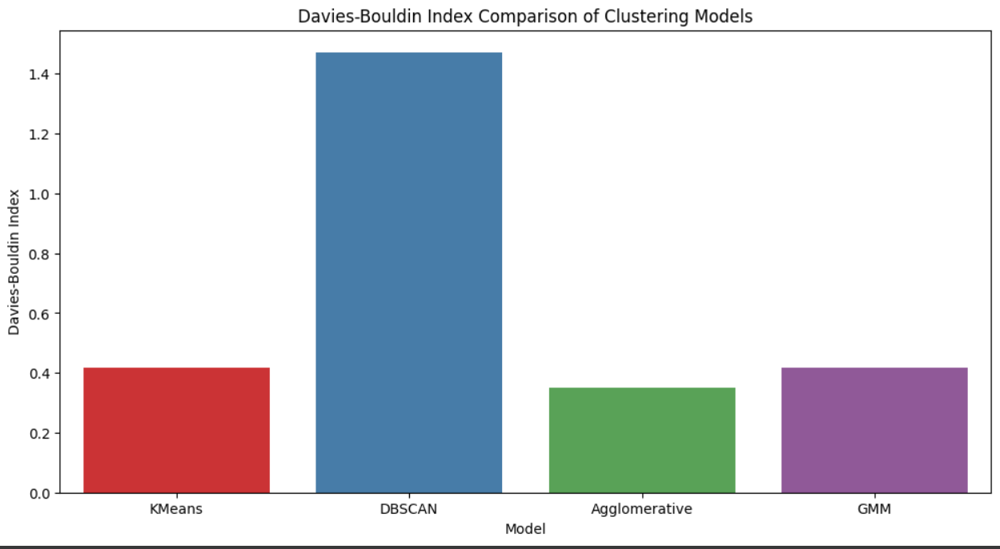 Davies-Bouldin Index Comparison of Clustering Models
Davies-Bouldin Index
1.4
1.2
1.0
0.8
0.6
0.4
0.2
0.0
KMeans DBSCAN Agglomerative GMM
Model